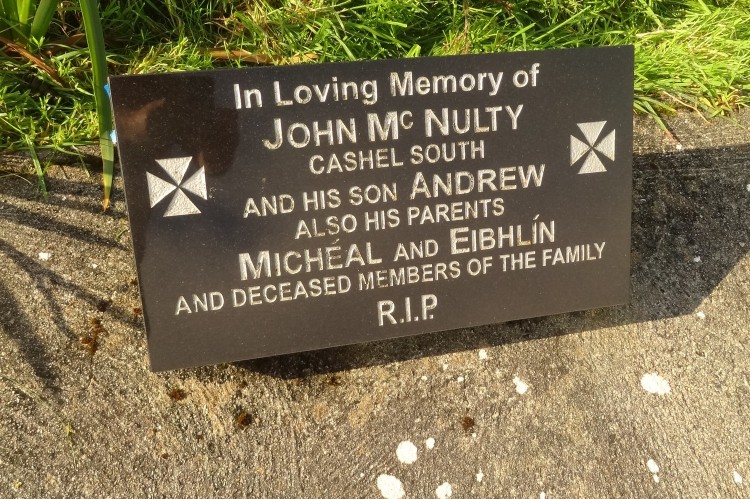 In Loving Memory of
JOHN Mc NULTY
CASHEL SOUTH
AND HIS SON ANDREW
ALSO HIS PARENTS
MICHÉAL AND EIBHLÍN
AND DECEASED MEMBERS OF THE FAMILY
R.I.P.